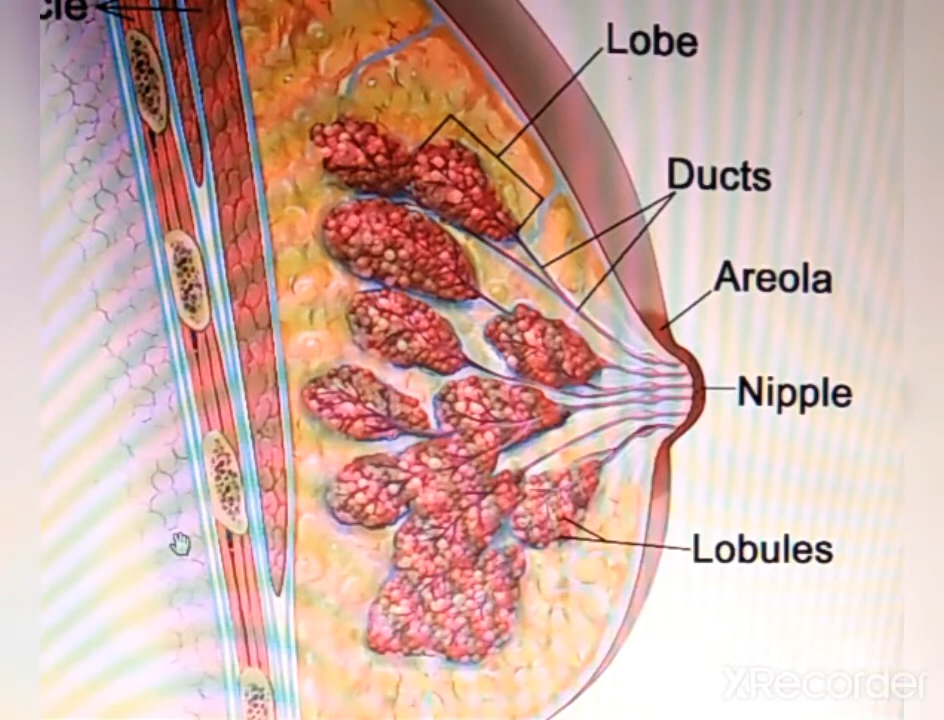 Lobe
Ducts
Areola
Nipple
Lobules
XRecorder